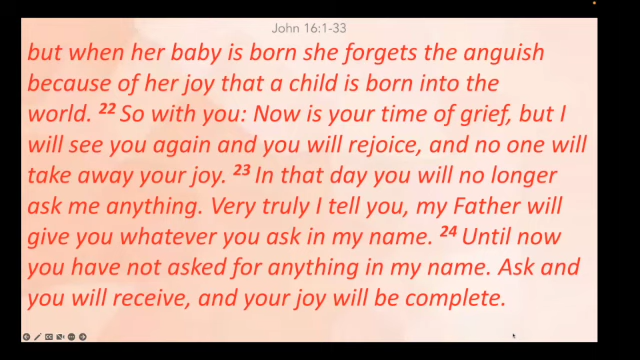 John 16:1-33
but when her baby is born she forgets the anguish
because of her joy that a child is born into the
world. 22 So with you: Now is your time of grief, but I
will see you again and you will rejoice, and no one will
take away your joy. 23 In that day you will no longer
ask me anything. Very truly I tell you, my Father will
give you whatever you ask in my name. 24 Until now
you have not asked for anything in my name. Ask and
you will receive, and your joy will be complete.